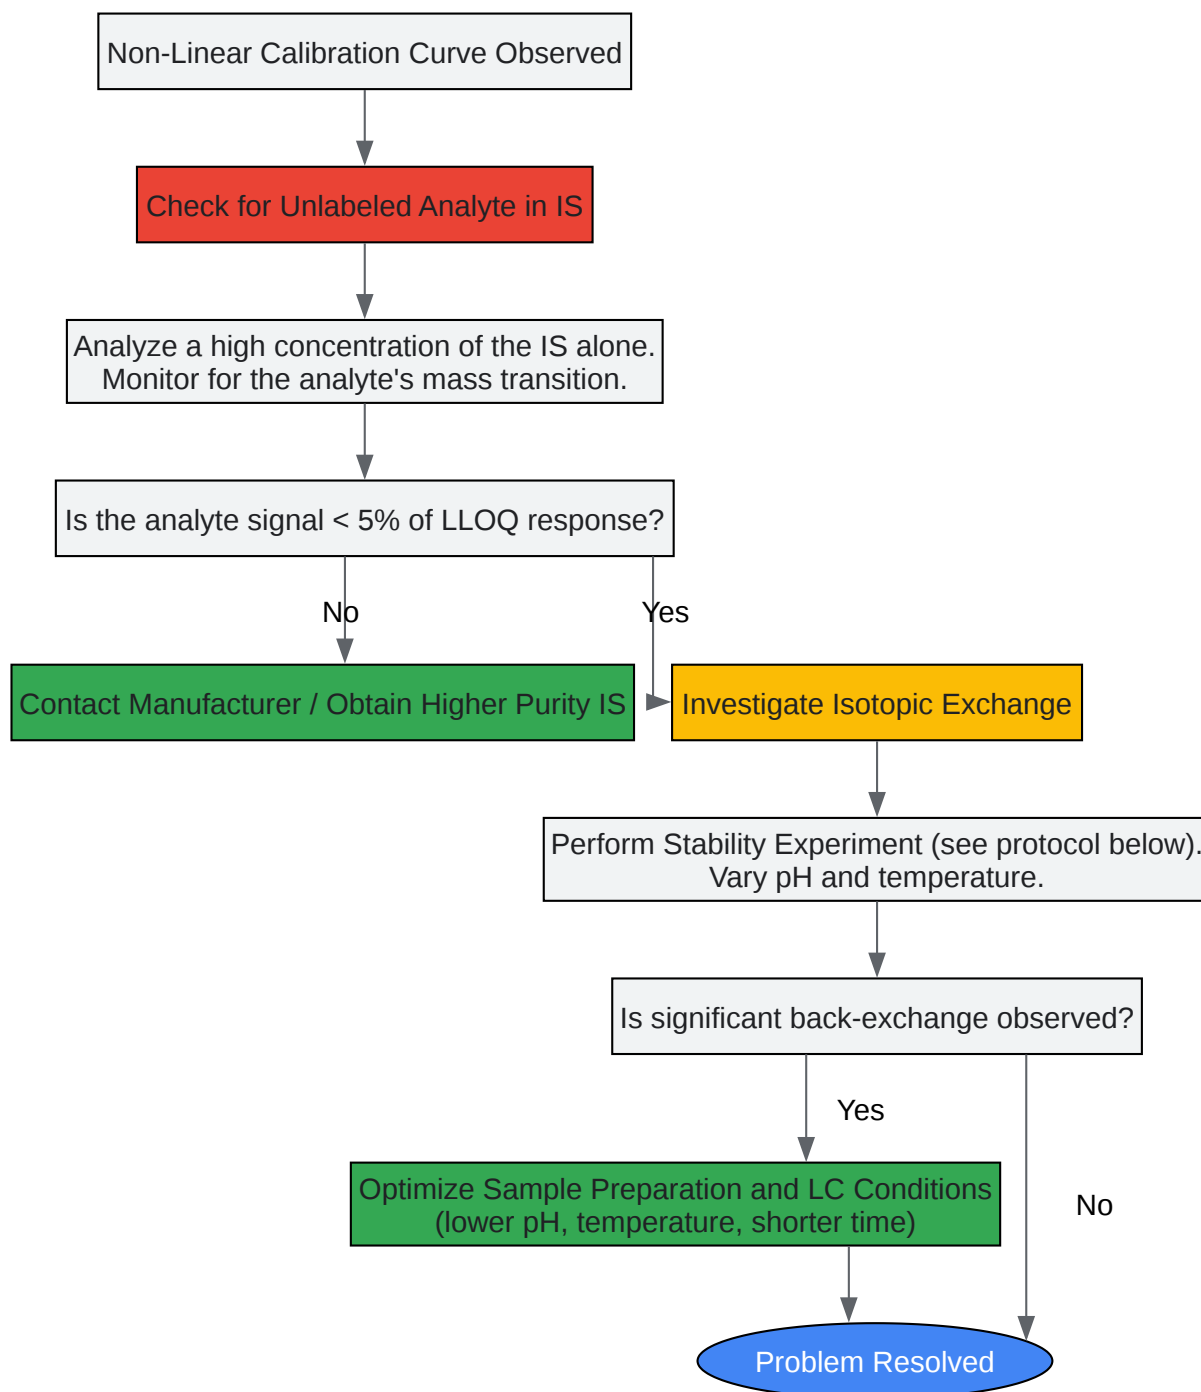 Non-Linear Calibration Curve Observed
Check for Unlabeled Analyte in IS
Analyze a high concentration of the IS alone.
Monitor for the analyte's mass transition.
Is the analyte signal < 5% of LLOQ response?
No
Yes
Contact Manufacturer / Obtain Higher Purity IS
Investigate Isotopic Exchange
Perform Stability Experiment (see protocol below).
Vary pH and temperature.
Is significant back-exchange observed?
Yes
Optimize Sample Preparation and LC Conditions
(lower pH, temperature, shorter time)
No
Problem Resolved